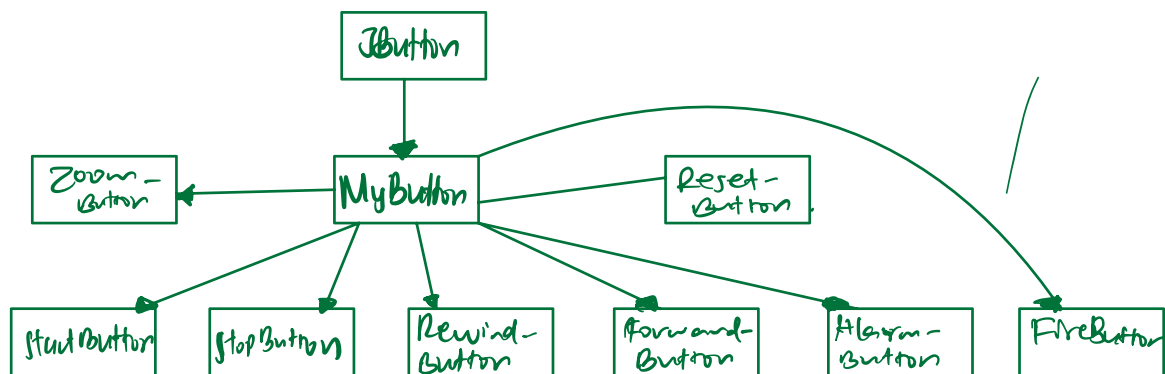 JButton
Zoom-
Button
MyButton
Reset-
Button
StartButton
StopButton
Rewind-
Button
Forward-
Button
Alarm-
Button
FireButton